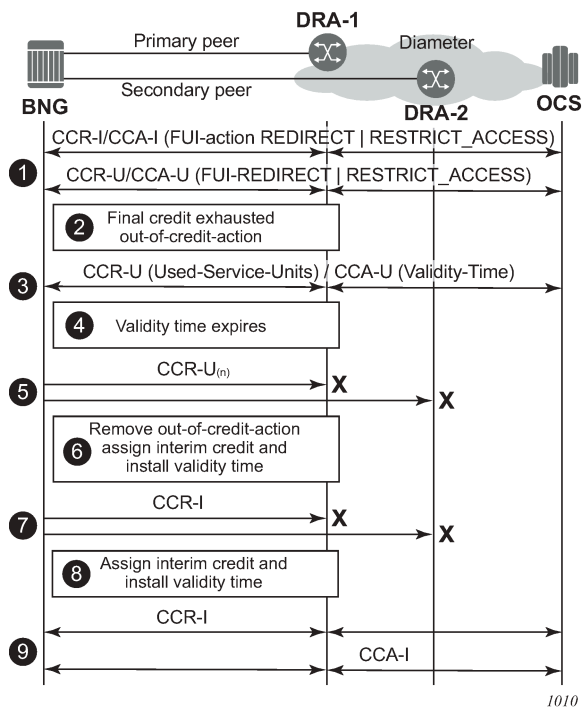 DRA-1
Primary peer
Diameter
Secondary peer
BNG
DRA-2
OCS
CCR-I/CCA-I (FUI-action REDIRECT | RESTRICT_ACCESS)
1
CCR-U/CCA-U (FUI-REDIRECT | RESTRICT_ACCESS)
2
Final credit exhausted
out-of-credit-action
CCR-U (Used-Service-Units) / CCA-U (Validity-Time)
3
4
Validity time expires
CCR-U(n)
X
5
X
Remove out-of-credit-action
6
assign interim credit and
install validity time
CCR-I
X
7
X
8
Assign interim credit and
install validity time
CCR-I
9
CCA-I
1010